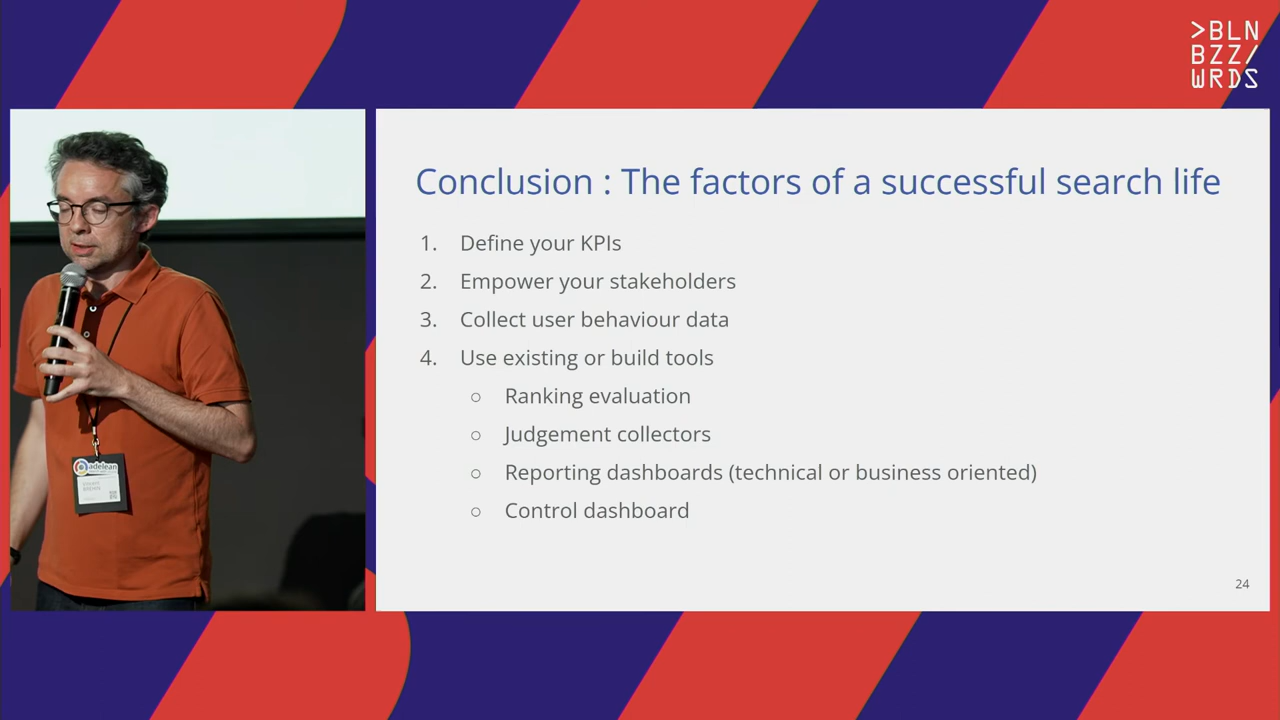 >BLN
BZZ/
WRDS
Conclusion : The factors of a successful search life
1. Define your KPIs
2. Empower your stakeholders
3. Collect user behaviour data
4. Use existing or build tools
○ Ranking evaluation
○ Judgement collectors
○ Reporting dashboards (technical or business oriented)
○ Control dashboard
24
adelean